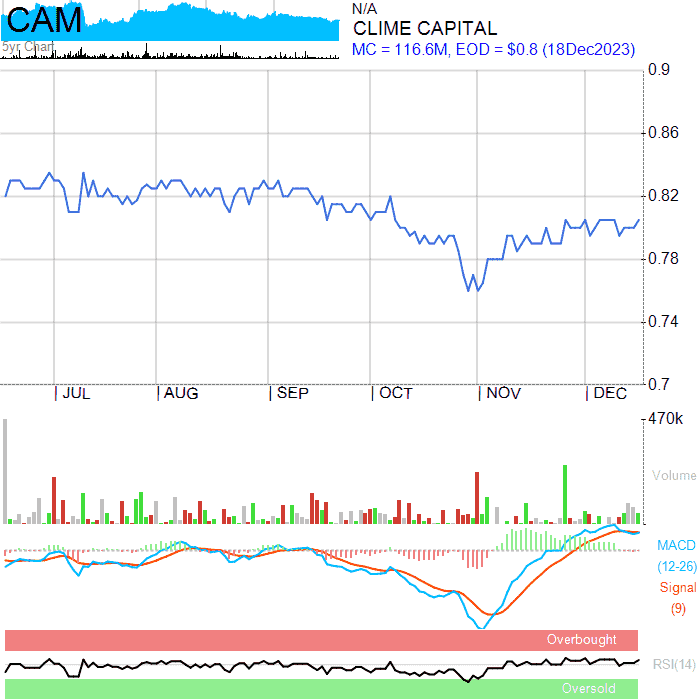 CAM
5yr Chart
N/A
CLIME CAPITAL
MC = 116.6M, EOD = $0.8 (18Dec2023)
0.9
0.86
0.82
0.78
0.74
0.7
JUL AUG SEP OCT NOV DEC
470k
Volume
MACD
(12-26)
Signal
(9)
Overbought
RSI(14)
Oversold